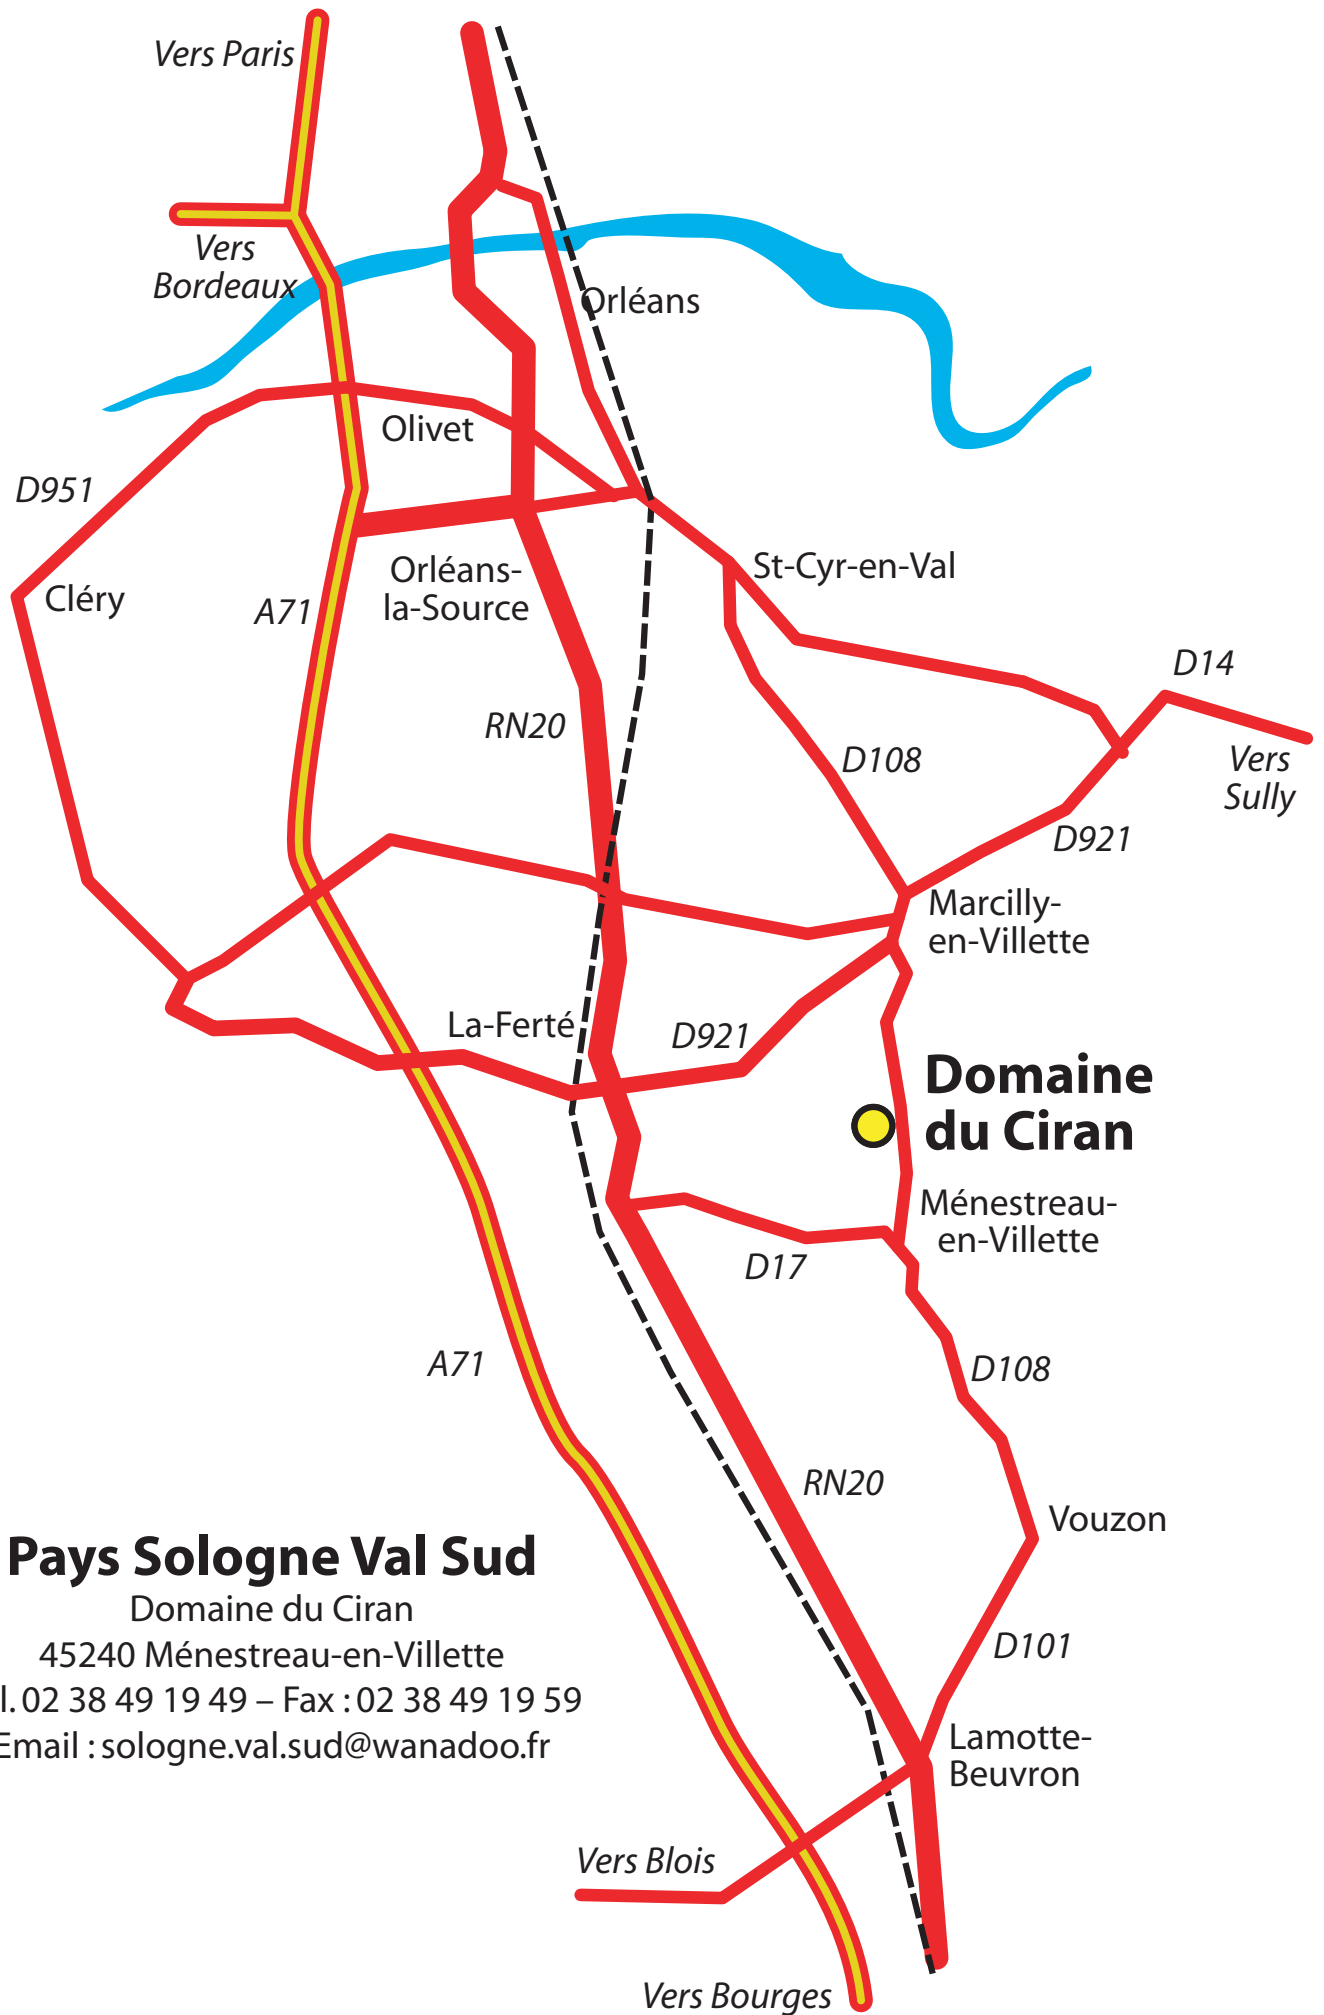 Vers Paris
Vers
Bordeaux
Orléans
Olivet
D951
Cléry
A71
Orléans-
la-Source
St-Cyr-en-Val
D14
RN20
D108
Vers
Sully
D921
Marcilly-
en-Villette
La-Ferté
D921
Domaine
du Ciran
Ménestreau-
en-Villette
D17
A71
D108
RN20
Vouzon
Pays Sologne Val Sud
Domaine du Ciran
45240 Ménestreau-en-Villette
l. 02 38 49 19 49 – Fax : 02 38 49 19 59
Email : sologne.val.sud@wanadoo.fr
D101
Lamotte-
Beuvron
Vers Blois
Vers Bourges